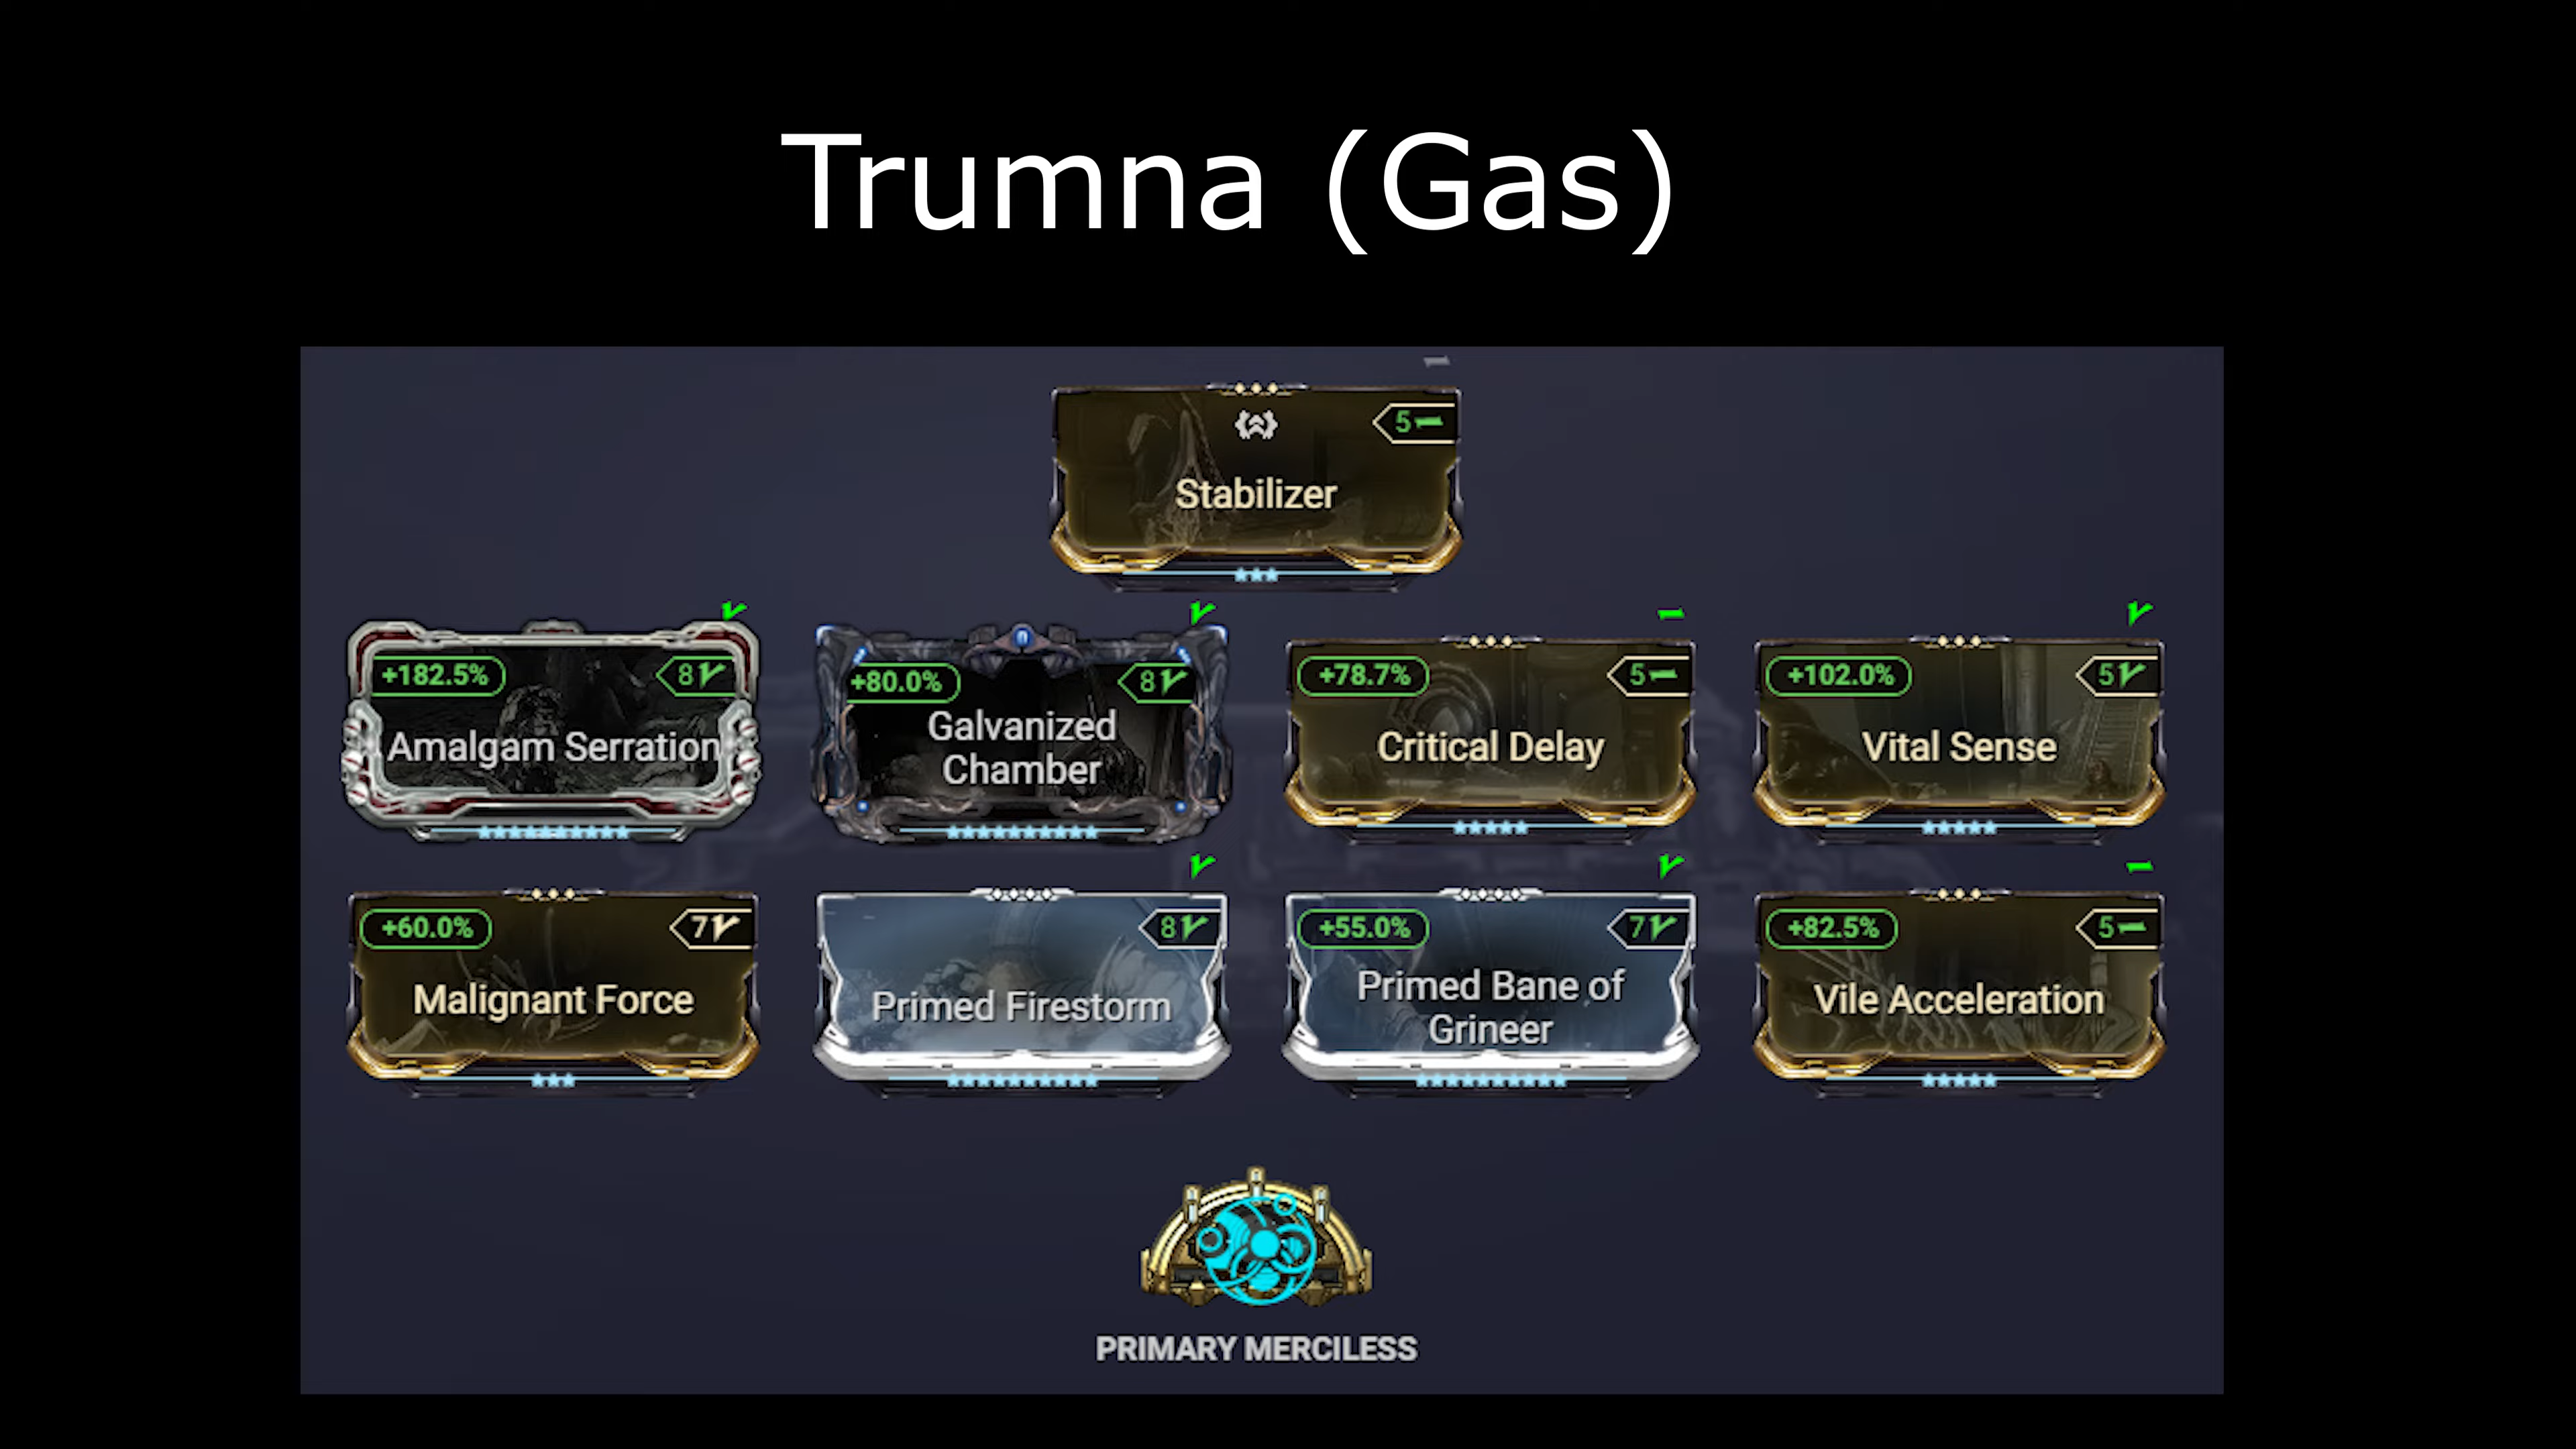 Trumna (Gas)
5
Stabilizer
+182.5% 8
Amalgam Serration
+80.0% 8
Galvanized
Chamber
+78.7% 5
Critical Delay
+102.0% 5
Vital Sense
+60.0% 7
Malignant Force
8
Primed Firestorm
+55.0% 7
Primed Bane of
Grineer
+82.5% 5
Vile Acceleration
PRIMARY MERCILESS